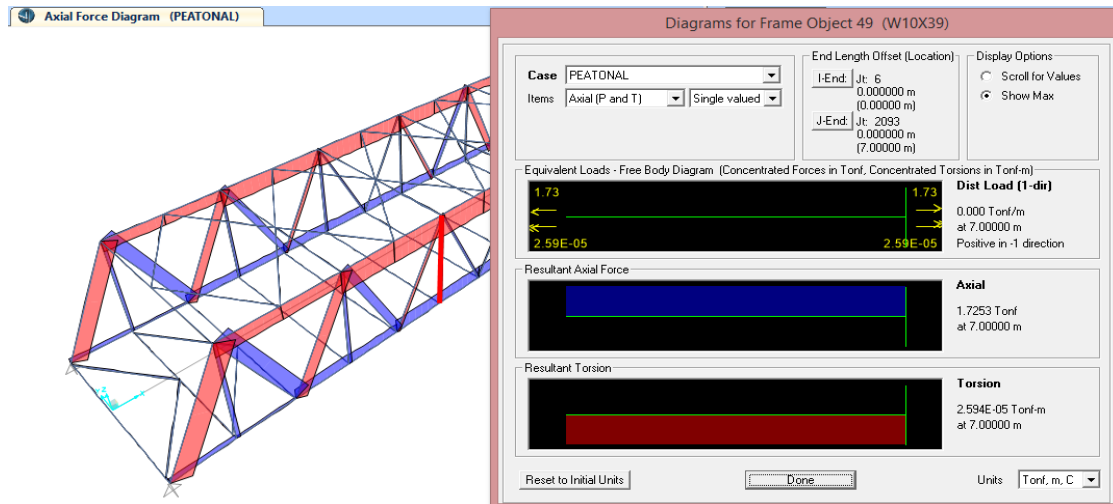 Axial Force Diagram (PEATONAL)
Diagrams for Frame Object 49 (W10X39)
Case PEATONAL
Items Axial (P and T) Single valued
End Length Offset (Location)
I-End: Jt: 6
0.000000 m
(0.00000 m)
J-End: Jt: 2093
0.000000 m
(7.00000 m)
Display Options
Scroll for Values
Show Max
Equivalent Loads - Free Body Diagram (Concentrated Forces in Tonf, Concentrated Torsions in Tonf-m)
1.73 1.73
2.59E-05 2.59E-05
Dist Load (1-dir)
0.000 Tonf/m
at 7.00000 m
Positive in -1 direction
Resultant Axial Force
Axial
1.7253 Tonf
at 7.00000 m
Resultant Torsion
Torsion
2.594E-05 Tonf-m
at 7.00000 m
Reset to Initial Units Done Units Tonf, m, C